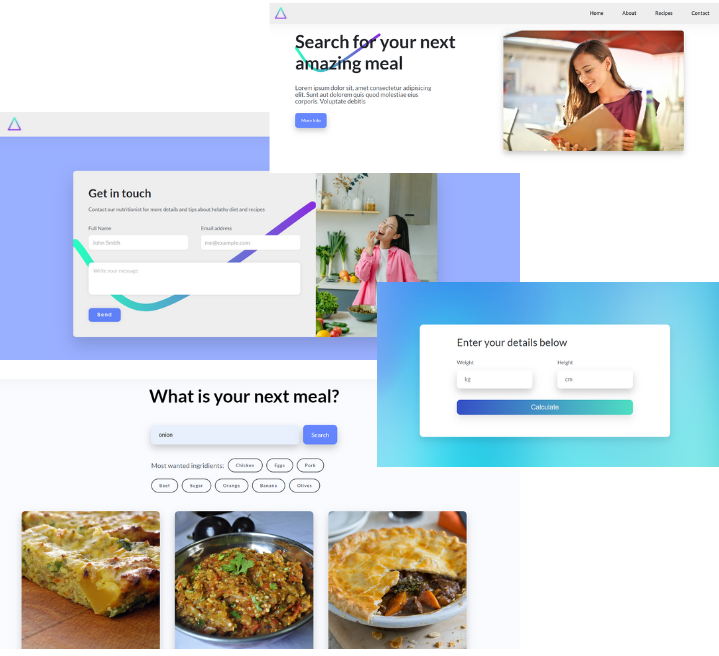 Home About Recipes Contact
Search for your next
amazing meal
Lorem ipsum dolor sit, amet consectetur adipisicing
elit. Sunt aut dolorem quis quod molestiae eius
corporis. Voluptate debitis
More Info
Get in touch
Contact our nutritionist for more details and tips about helathy diet and recipes
Full Name Email address
John Smith me@example.com
Write your message
Send
Enter your details below
Weight Height
kg cm
Calculate
What is your next meal?
onion Search
Most wanted ingridients: Chicken Eggs Pork
Beef Sugar Orange Banana Olives